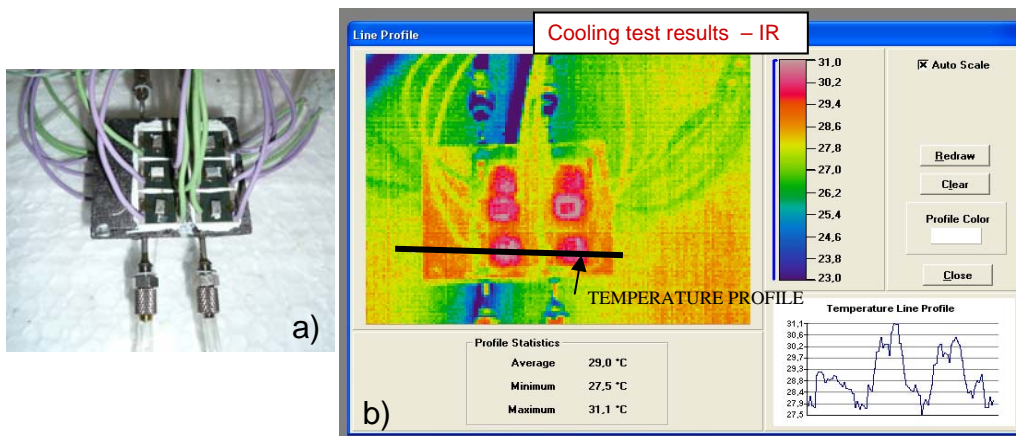 Cooling test results – IR
Line Profile
31,0
30,2
29,4
28,6
27,8
27,0
26,2
25,4
24,6
23,8
23,0
Auto Scale
Redraw
Clear
Profile Color
Close
TEMPERATURE PROFILE
Profile Statistics
Average 29,0 °C
Minimum 27,5 °C
Maximum 31,1 °C
Temperature Line Profile
31,1
30,6
30,2
29,7
29,3
28,8
28,4
27,9
27,5
a)
b)